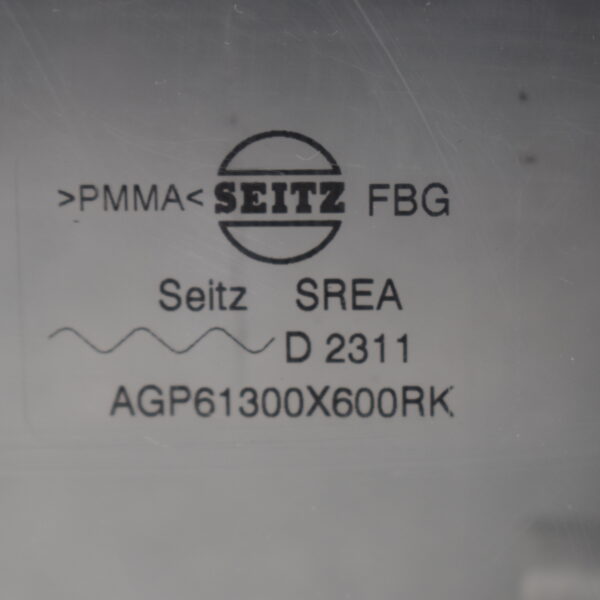 >PMMA< SEITZ FBG
Seitz SREA
D 2311
AGP61300X600RK